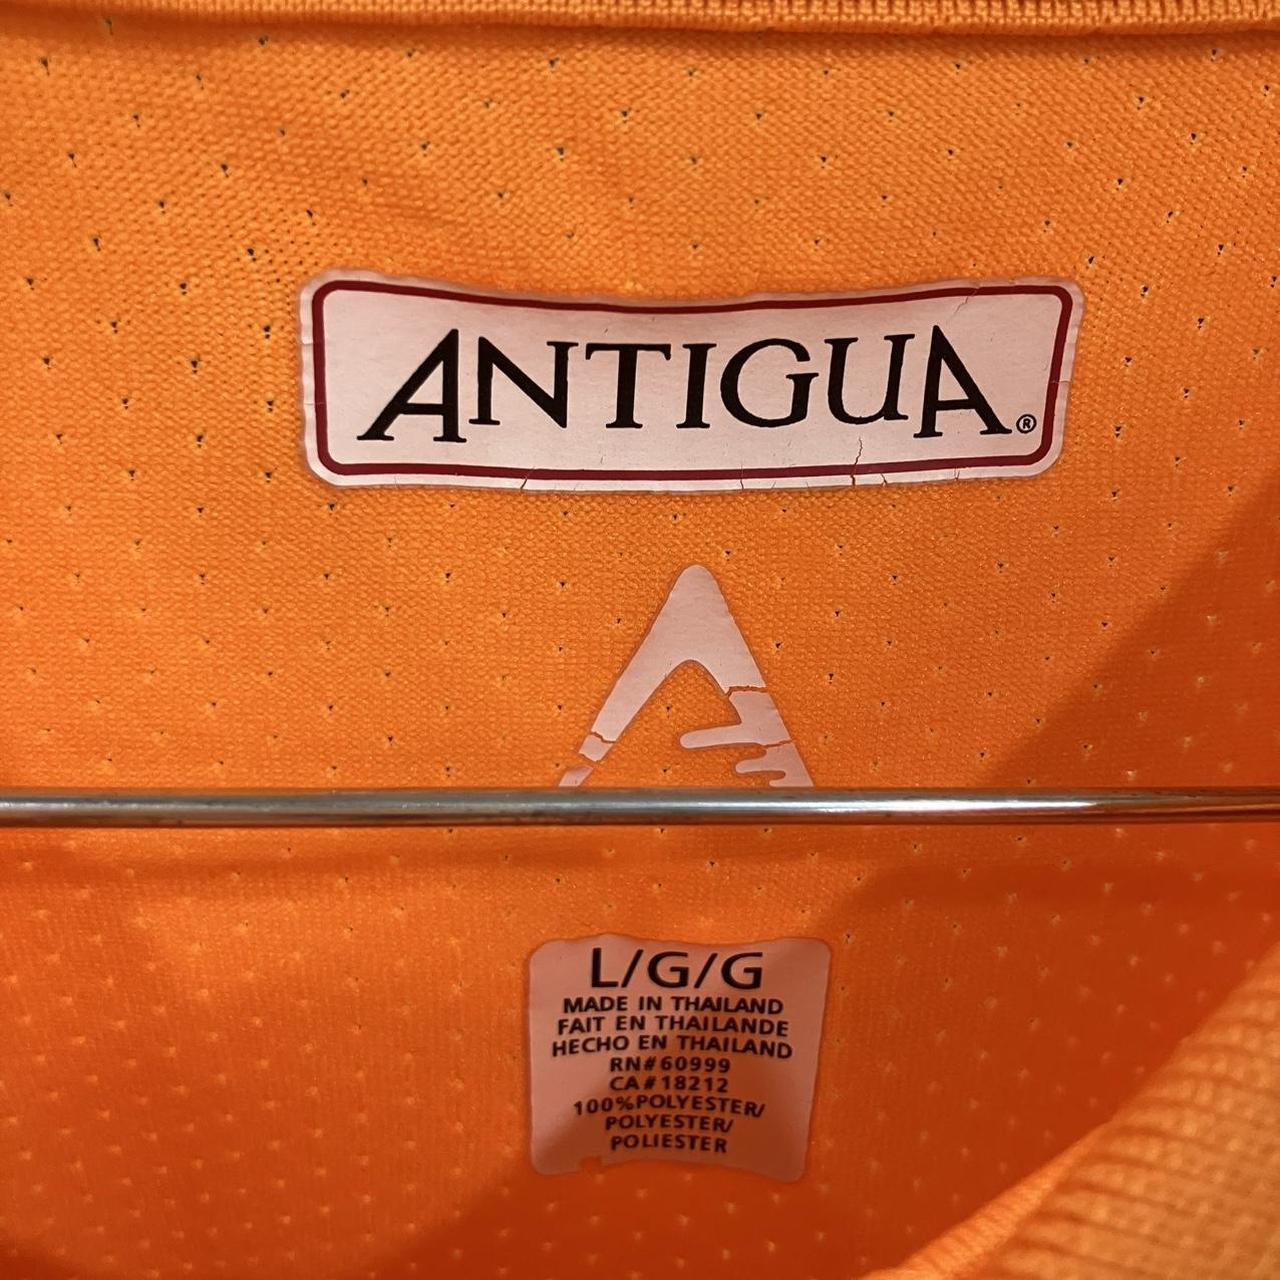 ANTIGUA®
L/G/G
MADE IN THAILAND
FAIT EN THAILANDE
HECHO EN THAILAND
RN#60999
CA#18212
100%POLYESTER/
POLYESTER/
POLIESTER